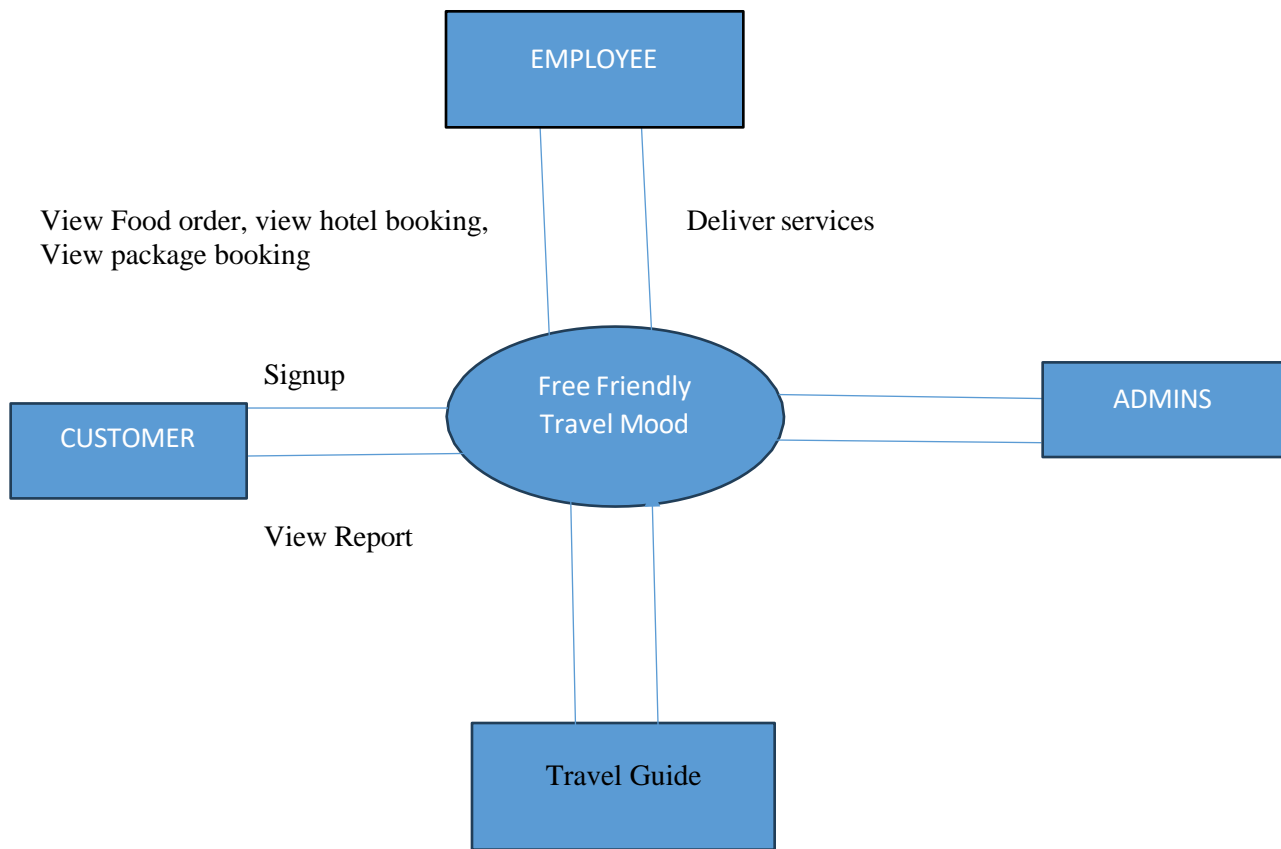 EMPLOYEE
View Food order, view hotel booking,
View package booking
Deliver services
Signup
Free Friendly
Travel Mood
ADMINS
CUSTOMER
View Report
Travel Guide